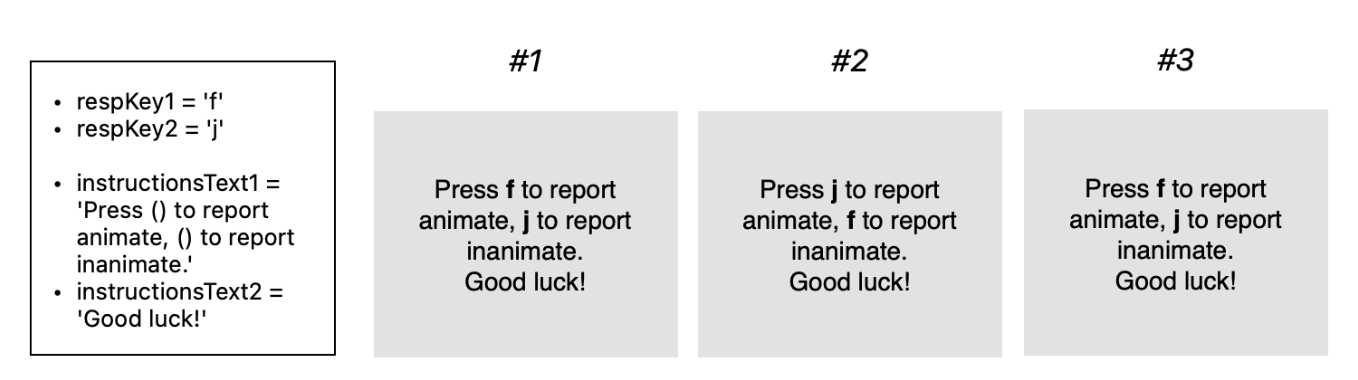 #1
#2
#3
• respKey1 = 'f'
• respKey2 = 'j'
• instructionsText1 =
'Press () to report
animate, () to report
inanimate.'
• instructionsText2 =
'Good luck!'
Press f to report
animate, j to report
inanimate.
Good luck!
Press j to report
animate, f to report
inanimate.
Good luck!
Press f to report
animate, j to report
inanimate.
Good luck!